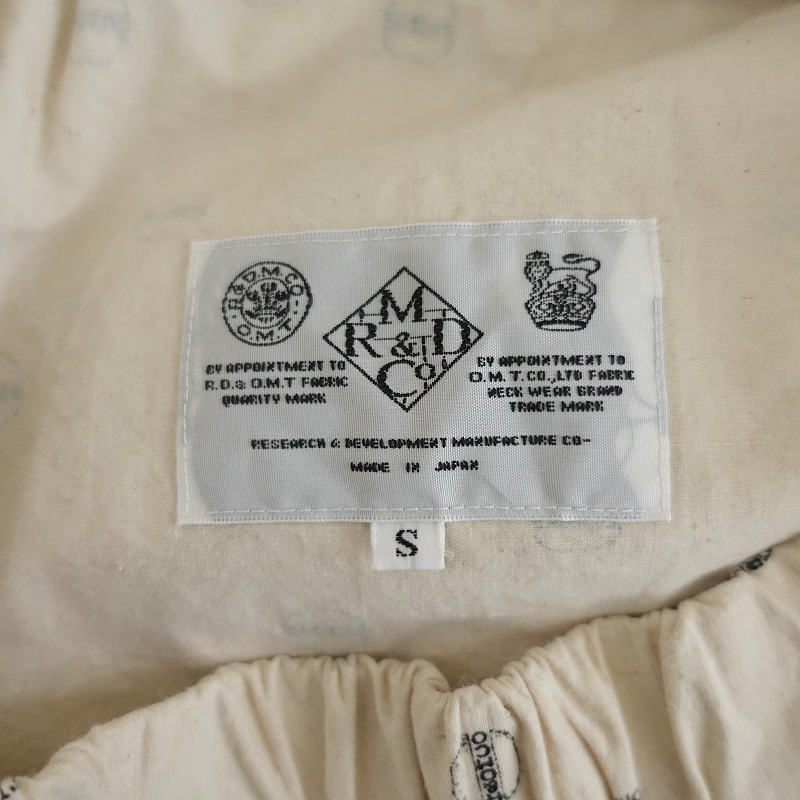 R&D.M.CO.
O.M.T.
BY APPOINTMENT TO
R.D.& O.M.T FABRIC
QUARITY MARK
M
R & D
Co
BY APPOINTMENT TO
O.M.T.CO.,LTD FABRIC
NECK WEAR BRAND
TRADE MARK
RESEARCH & DEVELOPMENT MANUFACTURE CO-
MADE IN JAPAN
S